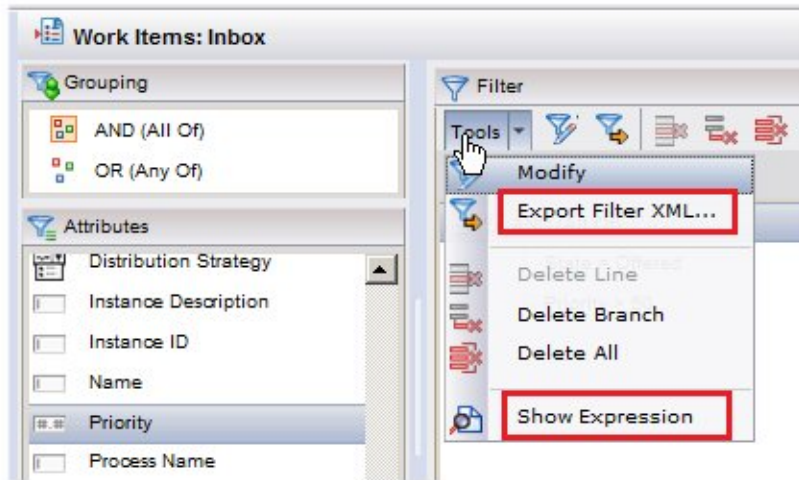 Work Items: Inbox
Grouping
AND (All Of)
OR (Any Of)
Attributes
Distribution Strategy
Instance Description
Instance ID
Name
Priority
Process Name
Filter
Tools
Modify
Export Filter XML...
Delete Line
Delete Branch
Delete All
Show Expression